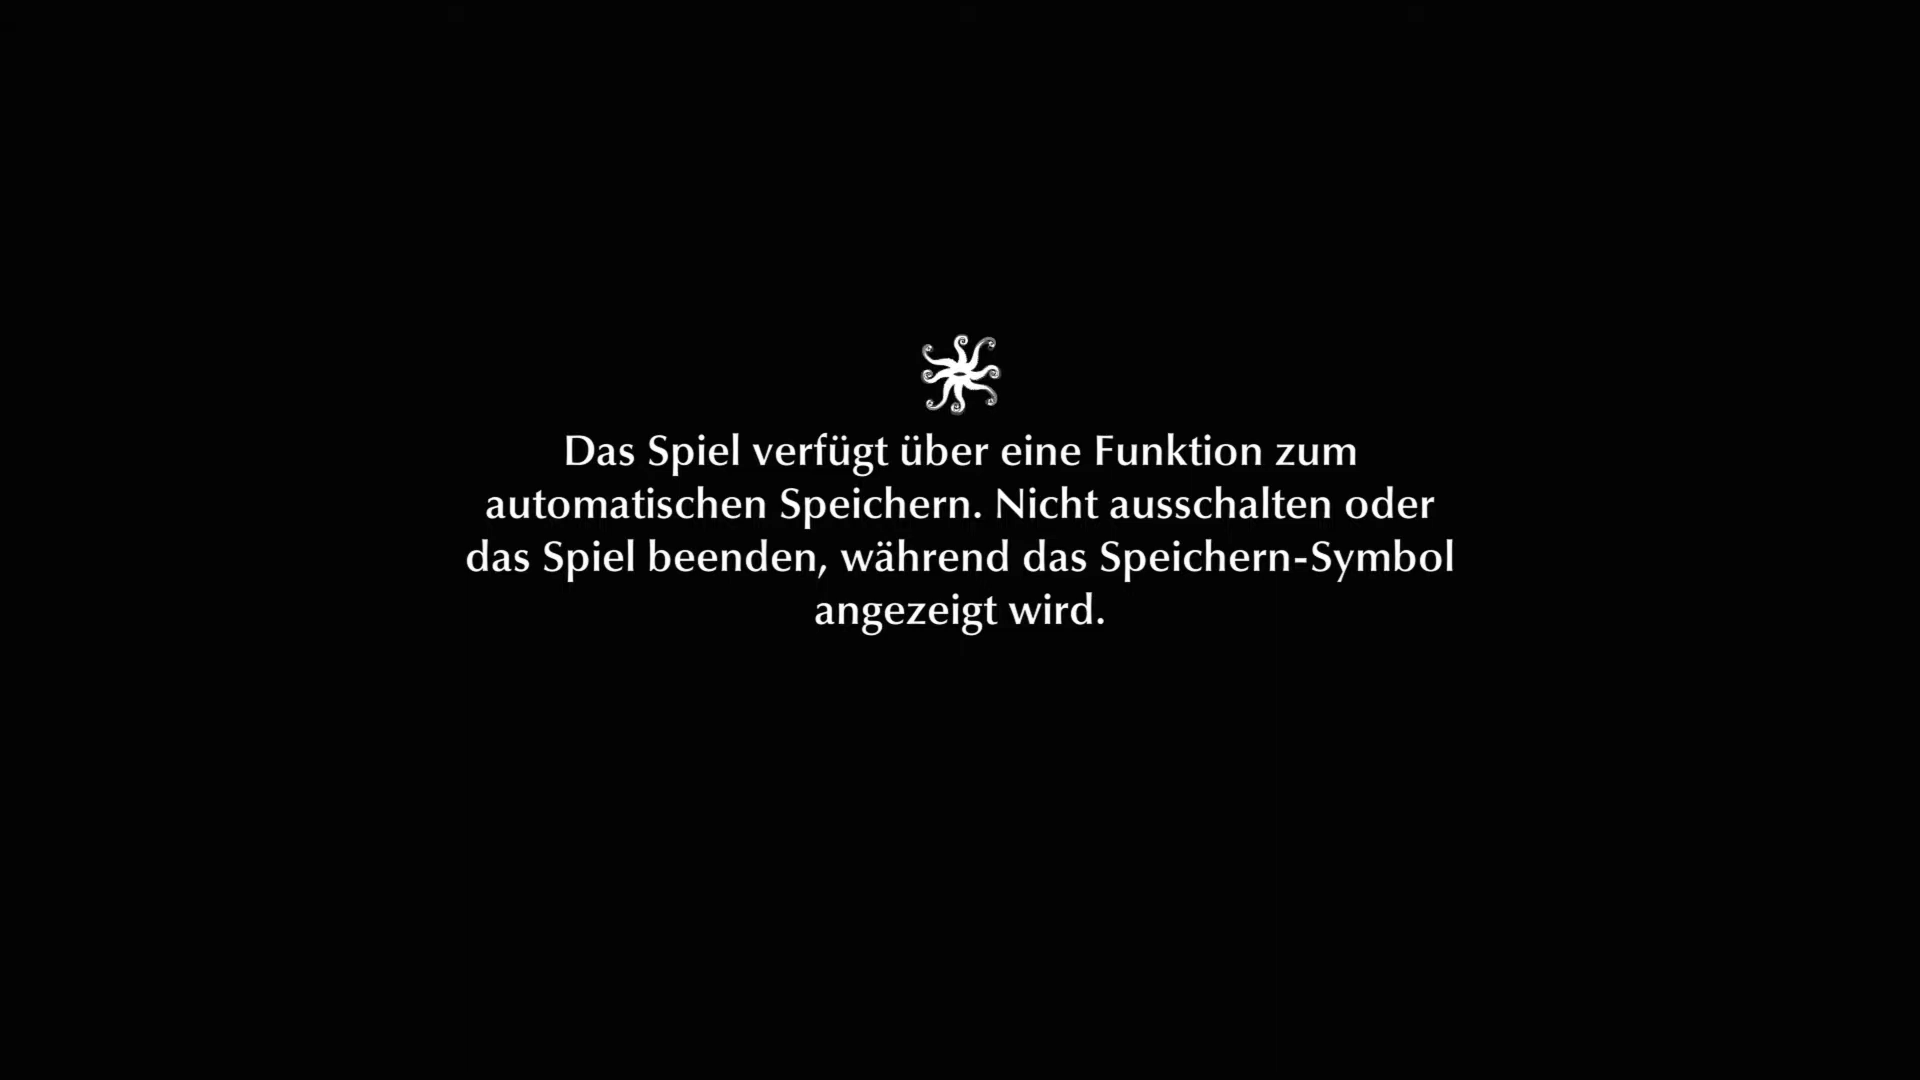 Das Spiel verfügt über eine Funktion zum
automatischen Speichern. Nicht ausschalten oder
das Spiel beenden, während das Speichern-Symbol
angezeigt wird.